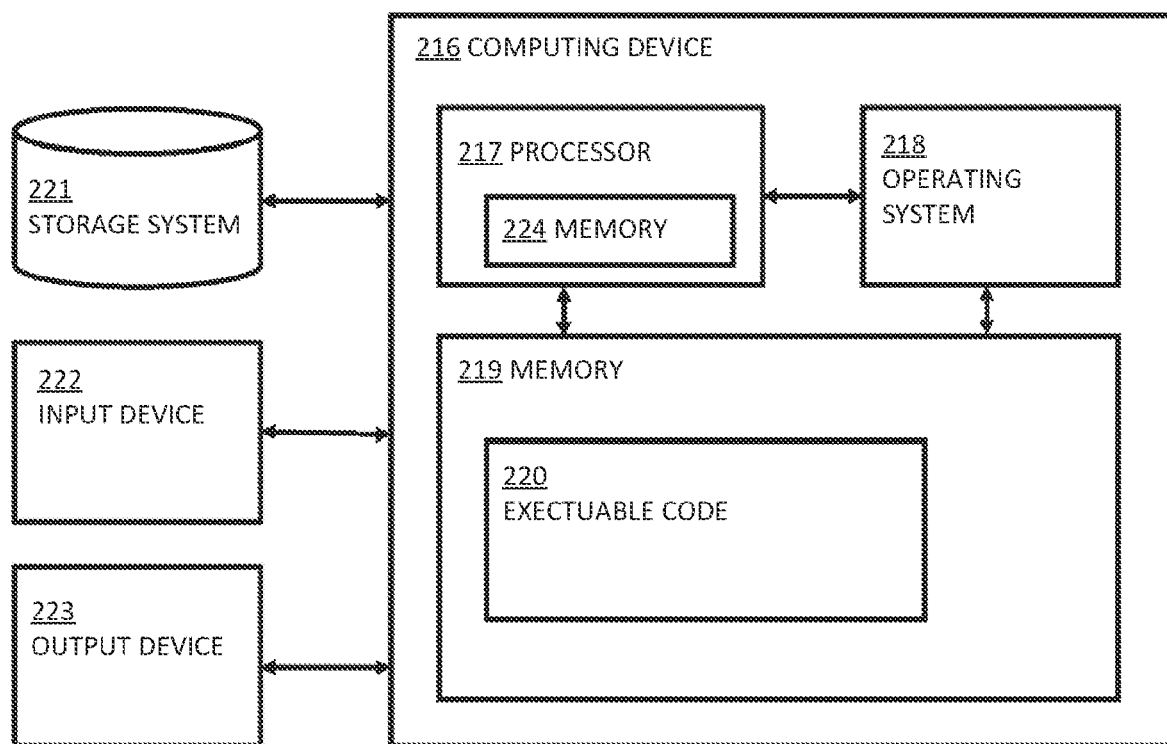 216 COMPUTING DEVICE
217 PROCESSOR
224 MEMORY
218
OPERATING
SYSTEM
221
STORAGE SYSTEM
219 MEMORY
222
INPUT DEVICE
220
EXECTUABLE CODE
223
OUTPUT DEVICE